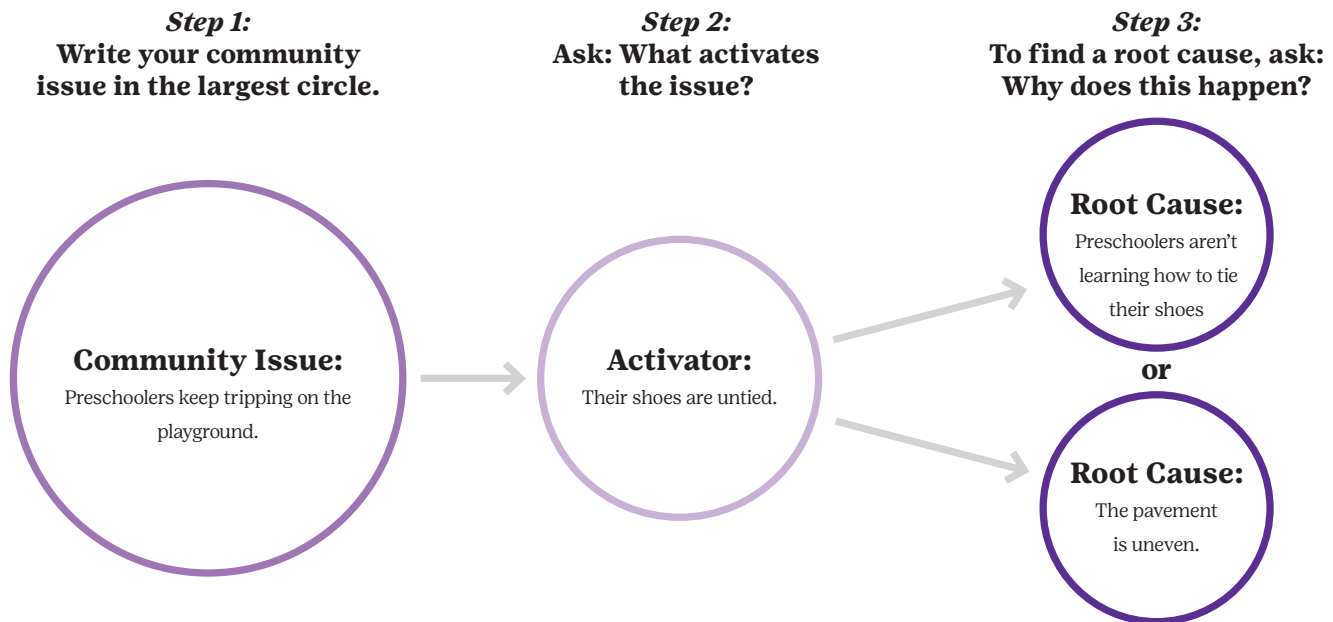 Step 1:
Write your community
issue in the largest circle.
Step 2:
Ask: What activates
the issue?
Step 3:
To find a root cause, ask:
Why does this happen?
Community Issue:
Preschoolers keep tripping on the
playground.
Activator:
Their shoes are untied.
Root Cause:
Preschoolers aren’t
learning how to tie
their shoes
or
Root Cause:
The pavement
is uneven.